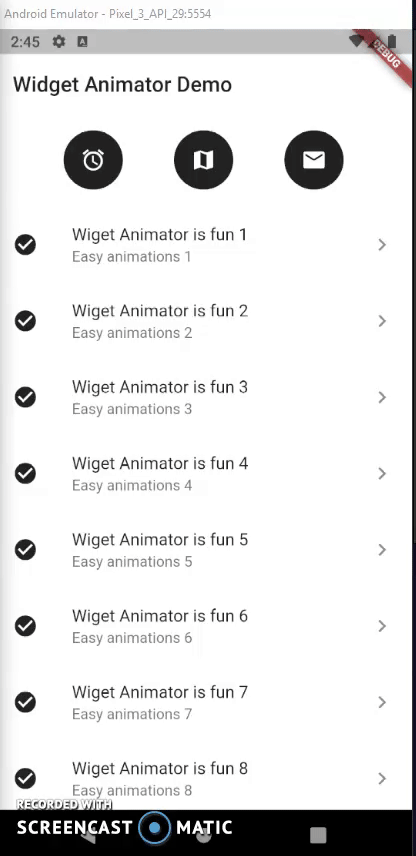 Android Emulator - Pixel_3_API_29:5554
2:45
DEBUG
Widget Animator Demo
Wiget Animator is fun 1
Easy animations 1
Wiget Animator is fun 2
Easy animations 2
Wiget Animator is fun 3
Easy animations 3
Wiget Animator is fun 4
Easy animations 4
Wiget Animator is fun 5
Easy animations 5
Wiget Animator is fun 6
Easy animations 6
Wiget Animator is fun 7
Easy animations 7
Wiget Animator is fun 8
Easy animations 8
RECORDED WITH
SCREENCAST MATIC